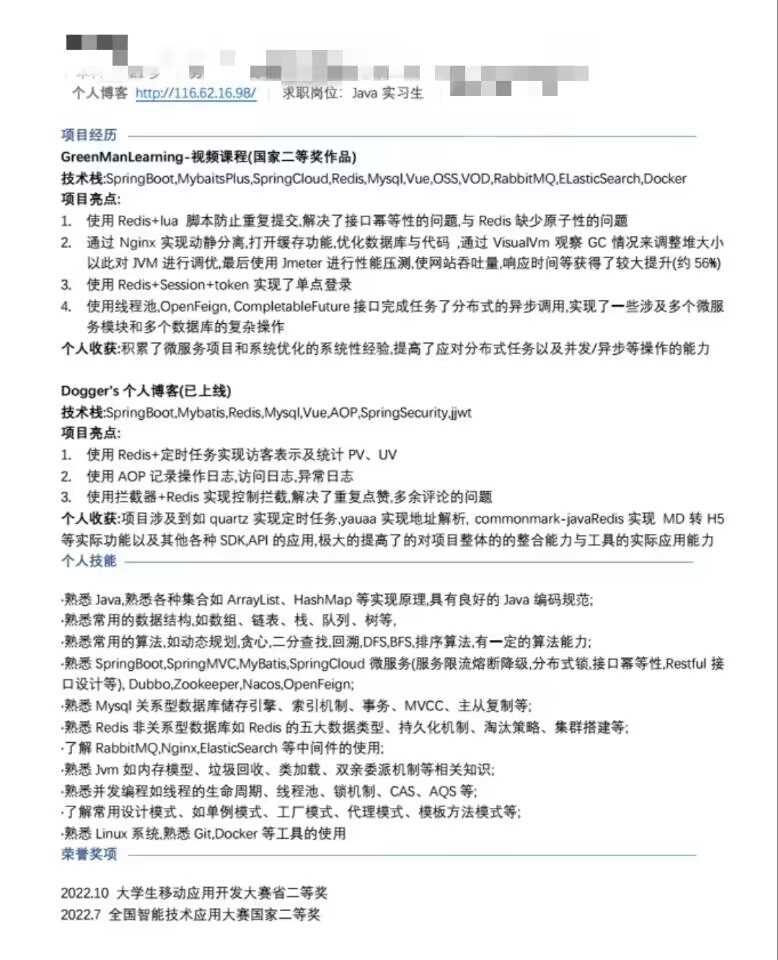 个人博客 http://116.62.16.98/ | 求职岗位: Java 实习生
项目经历
GreenManLearning-视频课程(国家二等奖作品)
技术栈:SpringBoot,MybaitsPlus,SpringCloud,Redis,Mysql,Vue,OSS,VOD,RabbitMQ,ELasticSearch,Docker
项目亮点:
1. 使用 Redis+lua 脚本防止重复提交,解决了接口幂等性的问题,与 Redis 缺少原子性的问题
2. 通过 Nginx 实现动静分离,打开缓存功能,优化数据库与代码 ,通过 VisualVm 观察 GC 情况来调整堆大小
以此对 JVM 进行调优,最后使用 Jmeter 进行性能压测,使网站吞吐量,响应时间等获得了较大提升(约 56%)
3. 使用 Redis+Session+token 实现了单点登录
4. 使用线程池,OpenFeign, CompletableFuture 接口完成任务了分布式的异步调用,实现了一些涉及多个微服
务模块和多个数据库的复杂操作
个人收获:积累了微服务项目和系统优化的系统性经验,提高了应对分布式任务以及并发/异步等操作的能力
Dogger's 个人博客(已上线)
技术栈:SpringBoot,Mybatis,Redis,Mysql,Vue,AOP,SpringSecurity,jjwt
项目亮点:
1. 使用 Redis+定时任务实现访客表示及统计 PV、UV
2. 使用 AOP 记录操作日志,访问日志,异常日志
3. 使用拦截器+Redis 实现控制拦截,解决了重复点赞,多余评论的问题
个人收获:项目涉及到如 quartz 实现定时任务,yauaa 实现地址解析, commonmark-javaRedis 实现 MD 转 H5
等实际功能以及其他各种 SDK,API 的应用,极大的提高了的对项目整体的的整合能力与工具的实际应用能力
个人技能
·熟悉 Java,熟悉各种集合如 ArrayList、HashMap 等实现原理,具有良好的 Java 编码规范;
·熟悉常用的数据结构,如数组、链表、栈、队列、树等,
·熟悉常用的算法,如动态规划,贪心,二分查找,回溯,DFS,BFS,排序算法,有一定的算法能力;
·熟悉 SpringBoot,SpringMVC,MyBatis,SpringCloud 微服务(服务限流熔断降级,分布式锁,接口幂等性,Restful 接
口设计等), Dubbo,Zookeeper,Nacos,OpenFeign;
·熟悉 Mysql 关系型数据库储存引擎、索引机制、事务、MVCC、主从复制等;
·熟悉 Redis 非关系型数据库如 Redis 的五大数据类型、持久化机制、淘汰策略、集群搭建等;
·了解 RabbitMQ,Nginx,ElasticSearch 等中间件的使用;
·熟悉 Jvm 如内存模型、垃圾回收、类加载、双亲委派机制等相关知识;
·熟悉并发编程如线程的生命周期、线程池、锁机制、CAS、AQS 等;
·了解常用设计模式、如单例模式、工厂模式、代理模式、模板方法模式等;
·熟悉 Linux 系统,熟悉 Git,Docker 等工具的使用
荣誉奖项
2022.10 大学生移动应用开发大赛省二等奖
2022.7 全国智能技术应用大赛国家二等奖